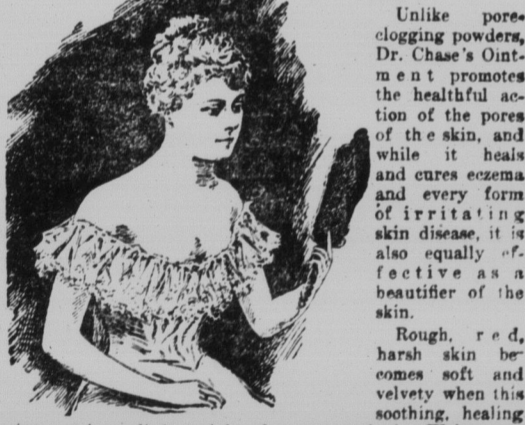 Unlike pore-
clogging powders,
Dr. Chase's Oint-
ment promotes
the healthful ac-
tion of the pores
of the skin, and
while it heals
and cures eczema
and every form
of irritating
skin disease, it is
also equally ef-
fective as a
beautifier of the
skin.
Rough, red,
harsh skin be-
comes soft and
velvety when this
soothing, healing